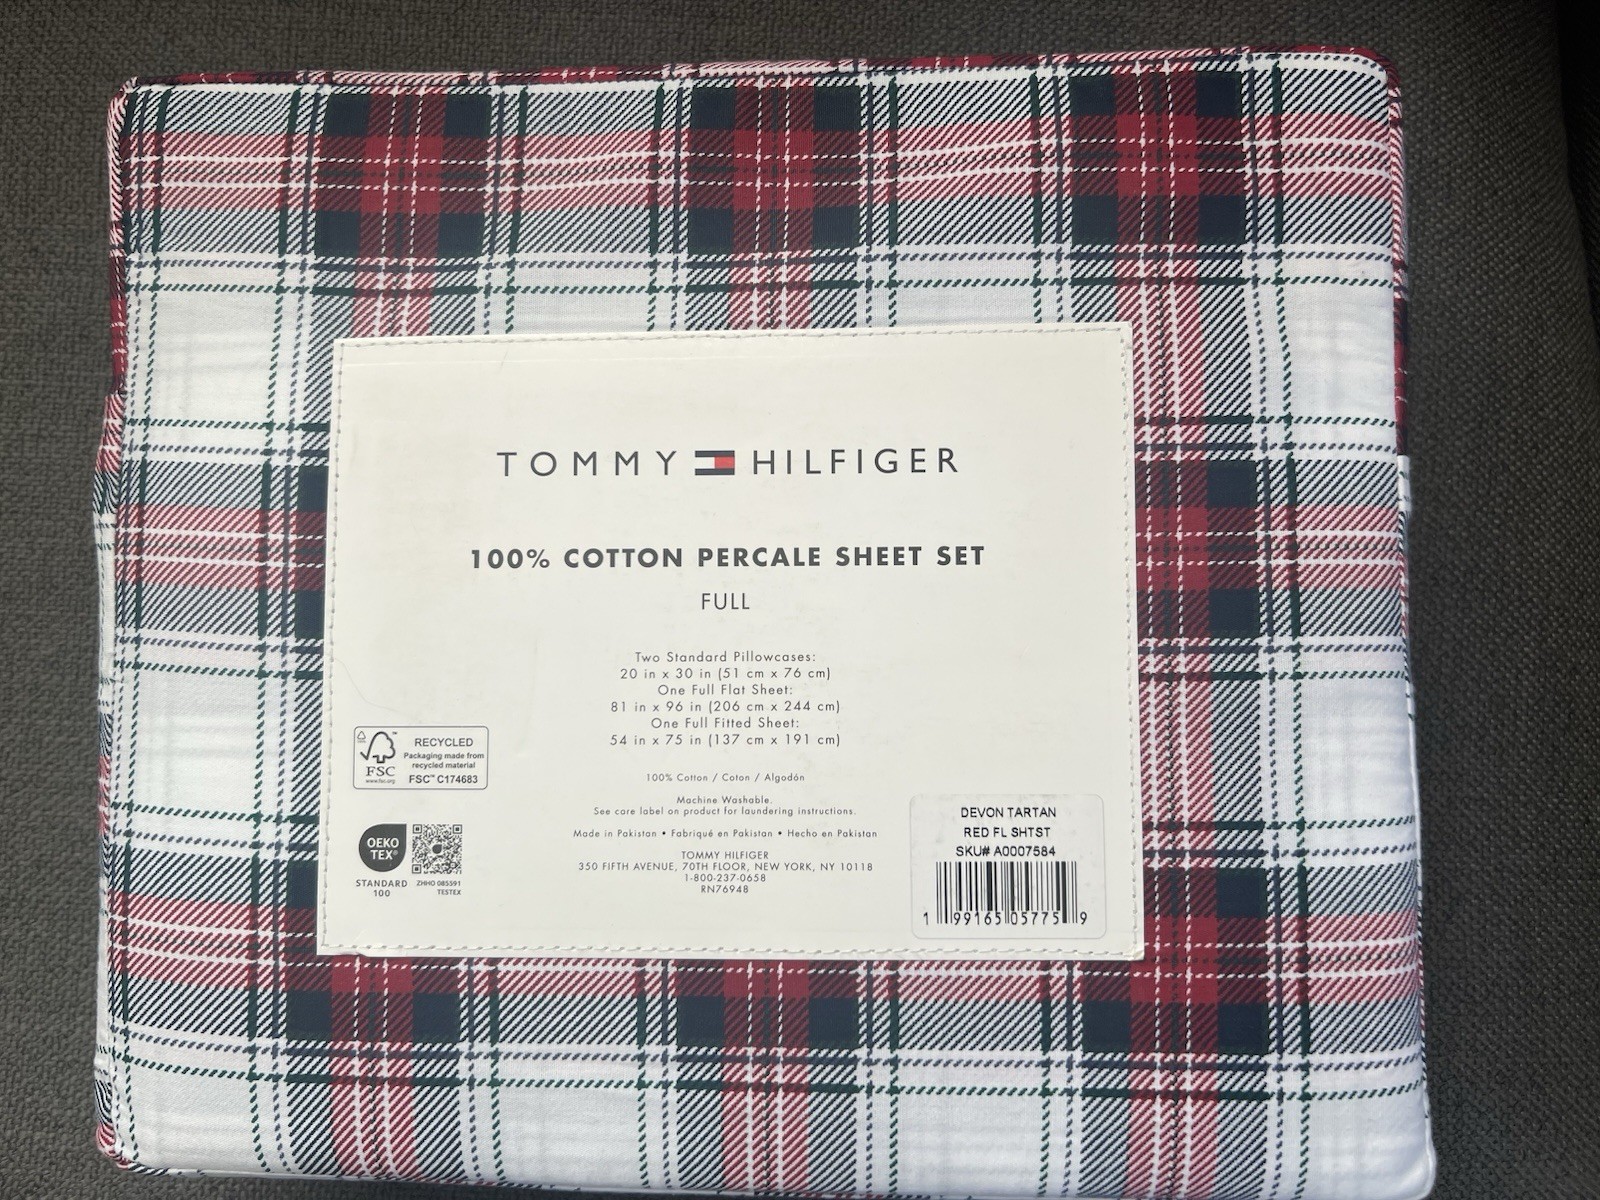 TOMMY HILFIGER
100% COTTON PERCALE SHEET SET
FULL
Two Standard Pillowcases:
20 in x 30 in (51 cm x 76 cm)
One Full Flat Sheet:
81 in x 96 in (206 cm x 244 cm)
One Full Fitted Sheet:
54 in x 75 in (137 cm x 191 cm)
100% Cotton / Coton / Algodón
Machine Washable.
See care label on product for laundering instructions.
Made in Pakistan • Fabriqué en Pakistan • Hecho en Pakistan
TOMMY HILFIGER
350 FIFTH AVENUE, 70TH FLOOR, NEW YORK, NY 10118
1-800-237-0658
RN76948
FSC™
www.fsc.org
RECYCLED
Packaging made from
recycled material
FSC™ C174683
OEKO
TEX®
STANDARD
100
ZHHO 085591
TESTEX
DEVON TARTAN
RED FL SHTST
SKU# A0007584
1 99165 05775 9